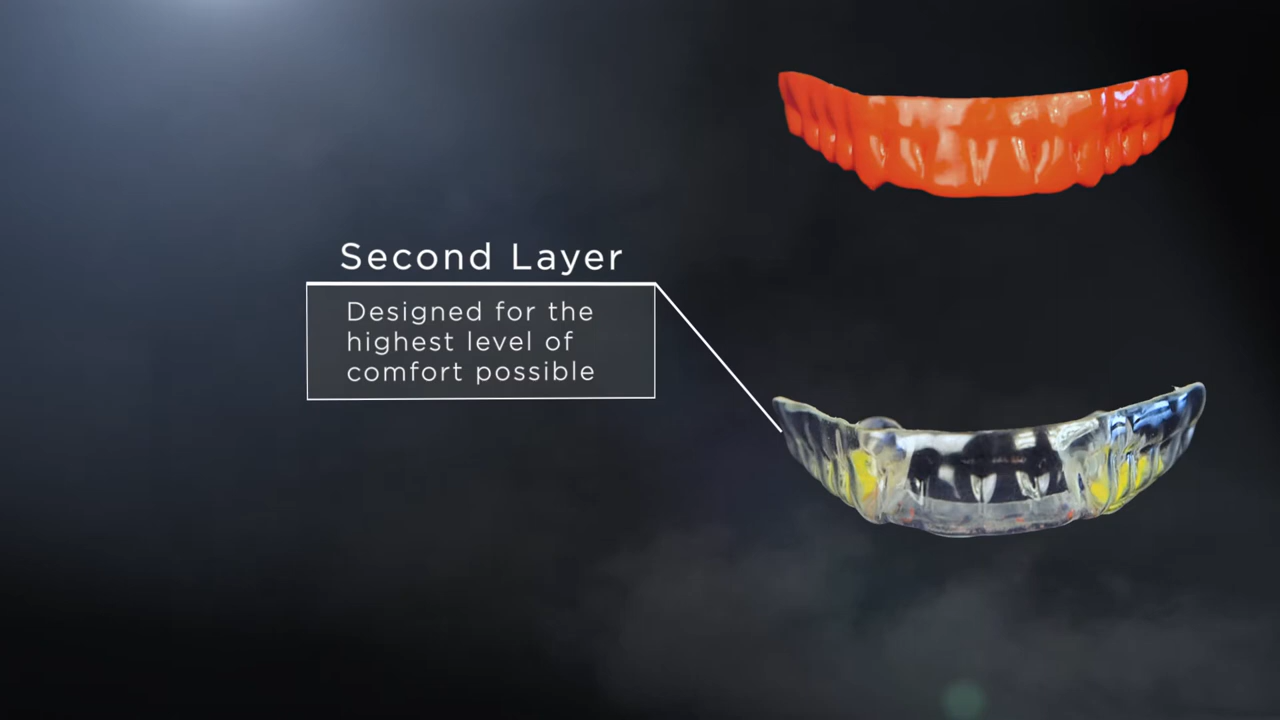 Second Layer
Designed for the
highest level of
comfort possible